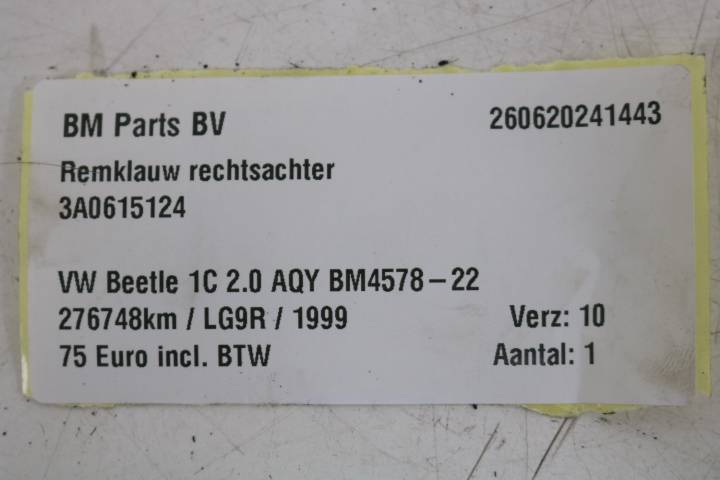 BM Parts BV 260620241443
Remklauw rechtsachter
3A0615124
VW Beetle 1C 2.0 AQY BM4578-22
276748km / LG9R / 1999 Verz: 10
75 Euro incl. BTW Aantal: 1